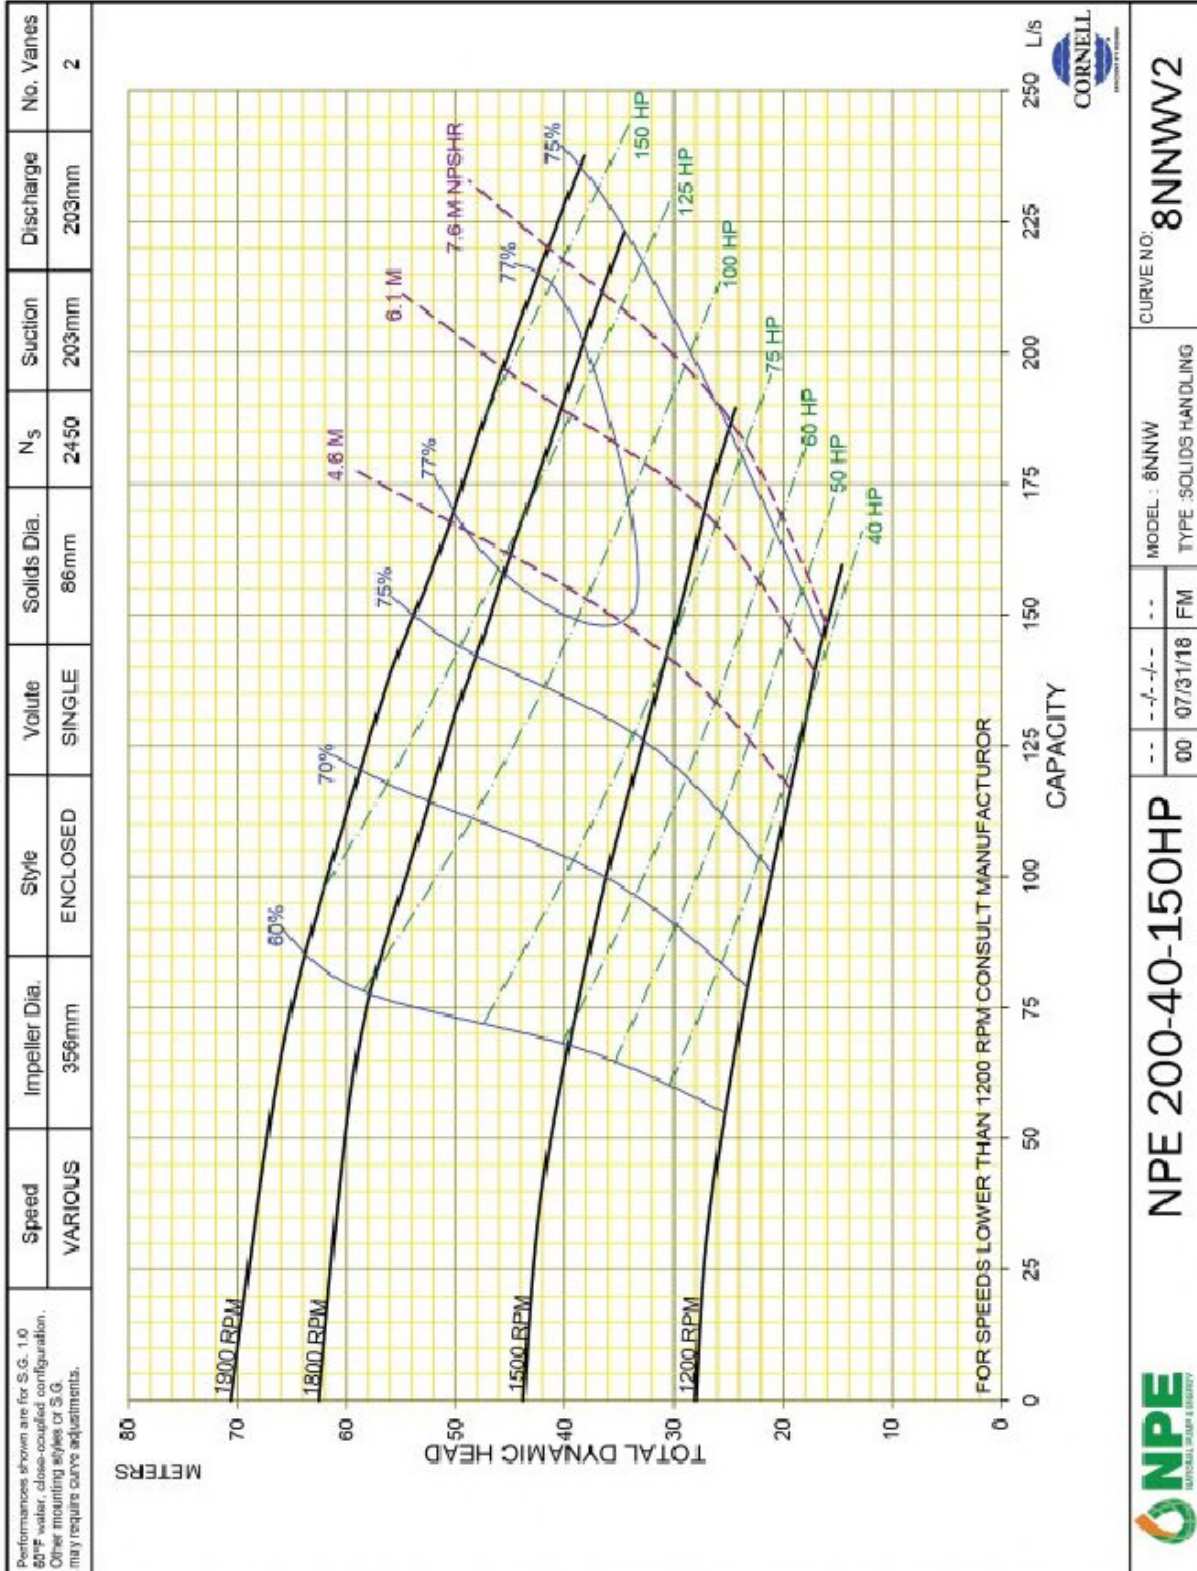 Performances shown are for S.G. 1.0
60°F water, close-coupled configuration.
Other mounting styles or S.G.
may require curve adjustments.
Speed Impeller Dia. Style Volute Solids Dia. Ns Suction Discharge No. Vanes
VARIOUS 356mm ENCLOSED SINGLE 86mm 2450 203mm 203mm 2
METERS
TOTAL DYNAMIC HEAD
80
70
60
50
40
30
20
10
0
1900 RPM
1800 RPM
1500 RPM
1200 RPM
60%
70%
75%
77%
77%
75%
4.6 M
6.1 M
7.6 M NPSHR
150 HP
125 HP
100 HP
75 HP
60 HP
50 HP
40 HP
FOR SPEEDS LOWER THAN 1200 RPM CONSULT MANUFACTUROR
0 25 50 75 100 125 150 175 200 225 250 L/s
CAPACITY
CORNELL
NPE
NPE 200-40-150HP
-- --/--/-- --
00 07/31/18 FM
MODEL : 8NNW
TYPE :SOLIDS HANDLING
CURVE NO:
8NNWV2